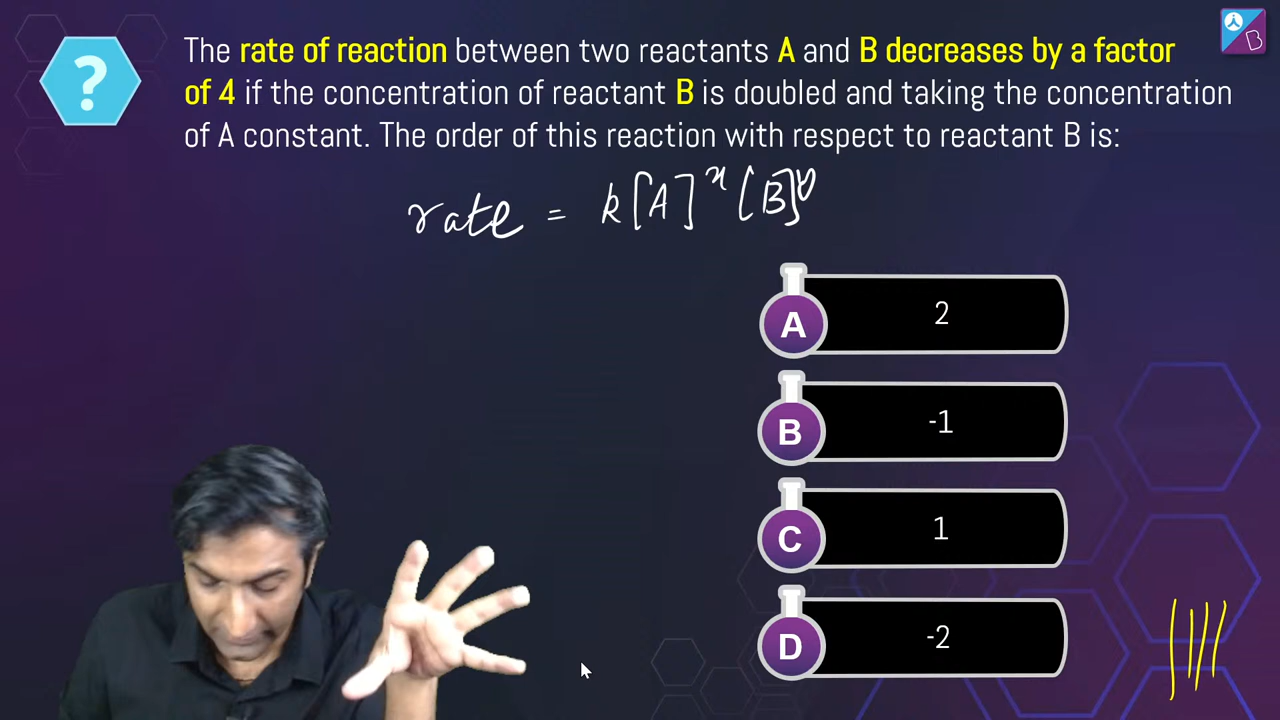 ?
The rate of reaction between two reactants A and B decreases by a factor
of 4 if the concentration of reactant B is doubled and taking the concentration
of A constant. The order of this reaction with respect to reactant B is:
rate = k[A]^x [B]^y
A 2
B -1
C 1
D -2
B